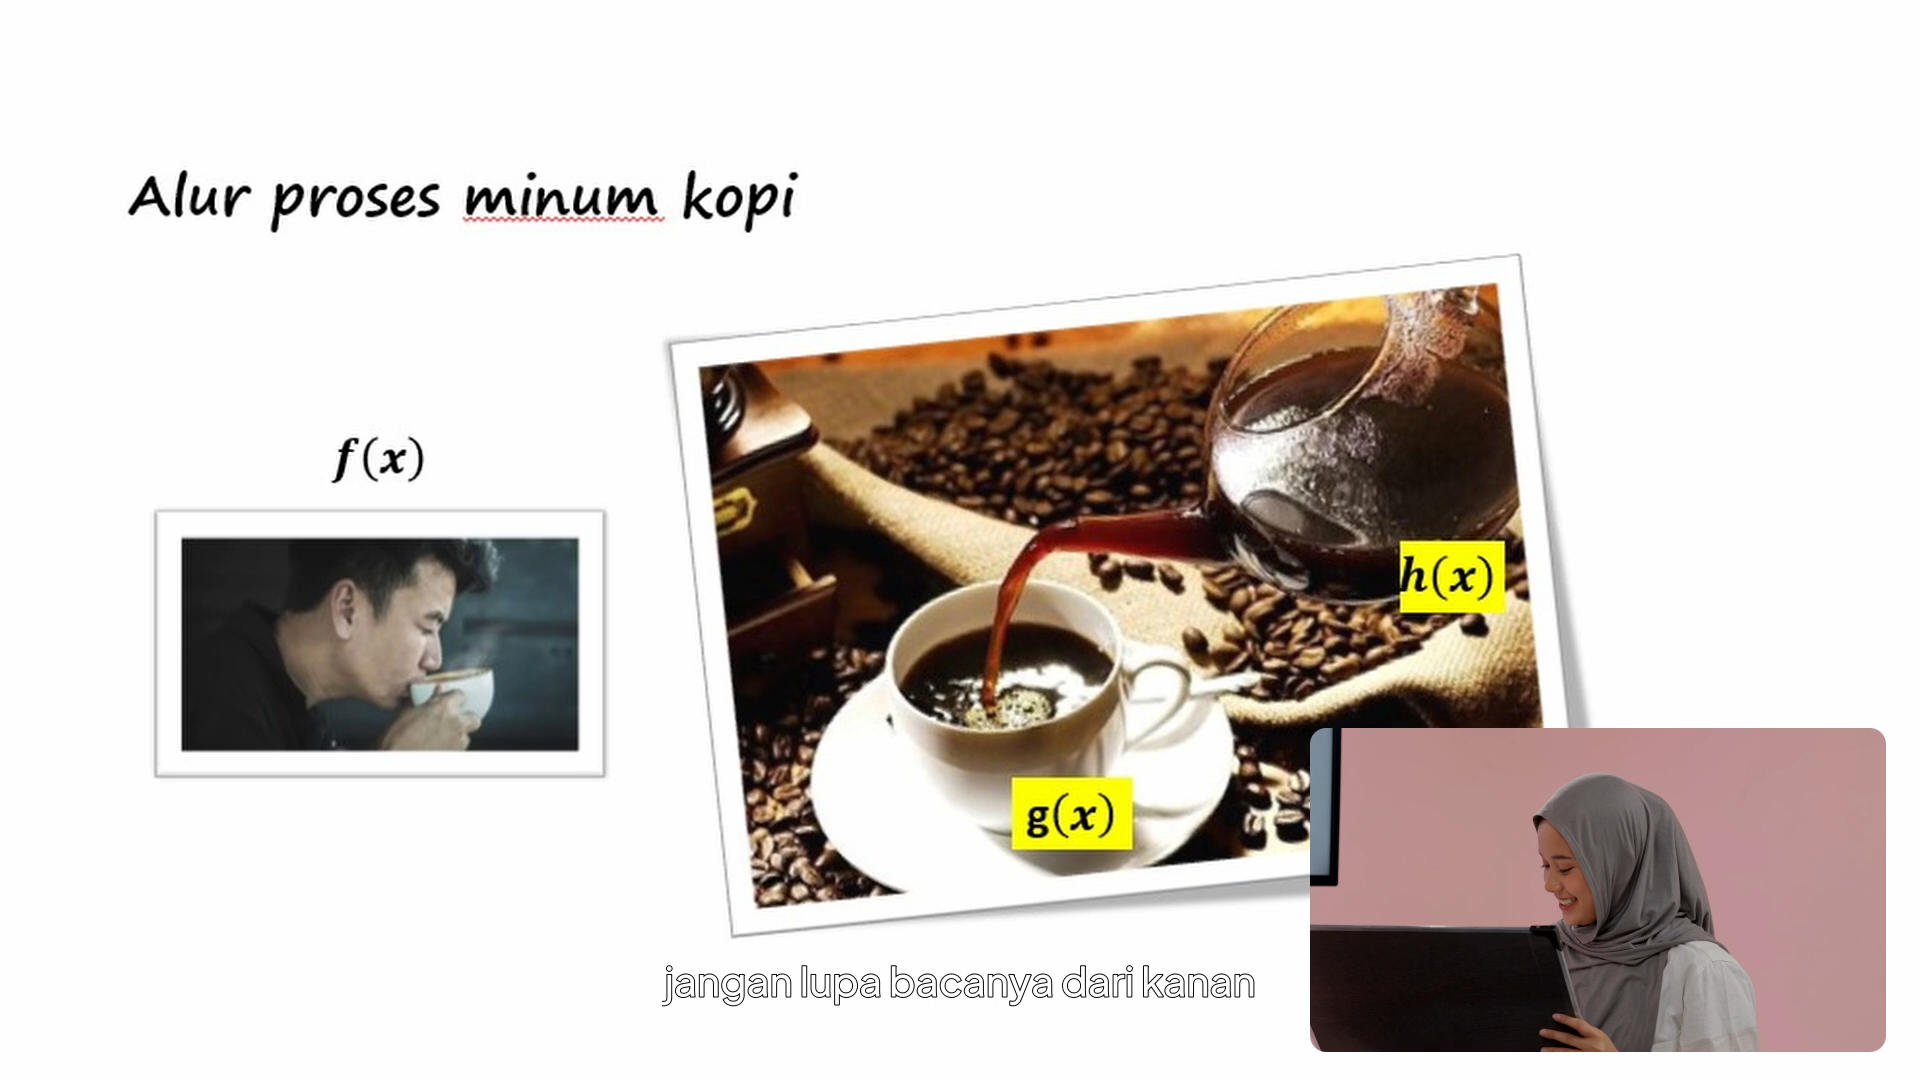 Alur proses minum kopi
f(x)
h(x)
g(x)
jangan lupa bacanya dari kanan